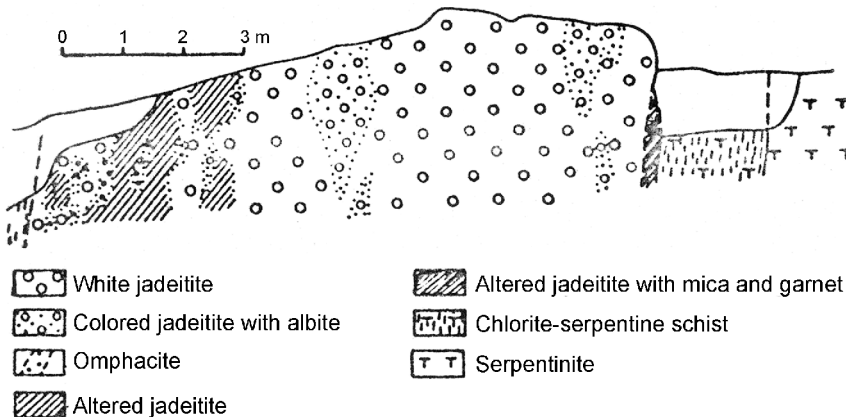 0 1 2 3 m
White jadeitite
Colored jadeitite with albite
Omphacite
Altered jadeitite
Altered jadeitite with mica and garnet
Chlorite-serpentine schist
Serpentinite